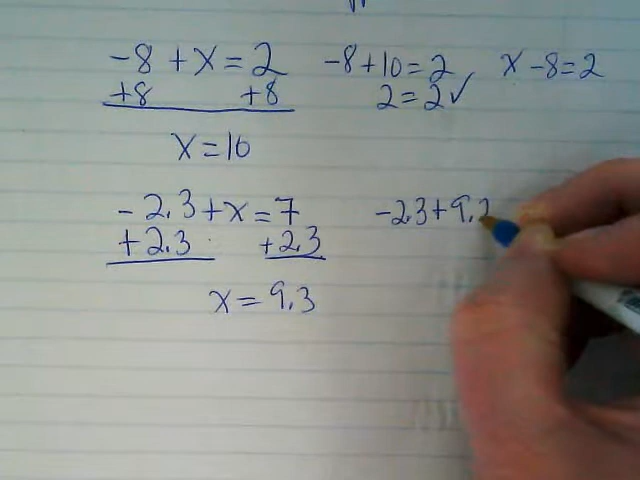 -8 + x = 2   -8 + 10 = 2   x - 8 = 2
+8   +8   2 = 2 ✓
x = 10
-2.3 + x = 7   -2.3 + 9.
+2.3   +2.3
x = 9.3